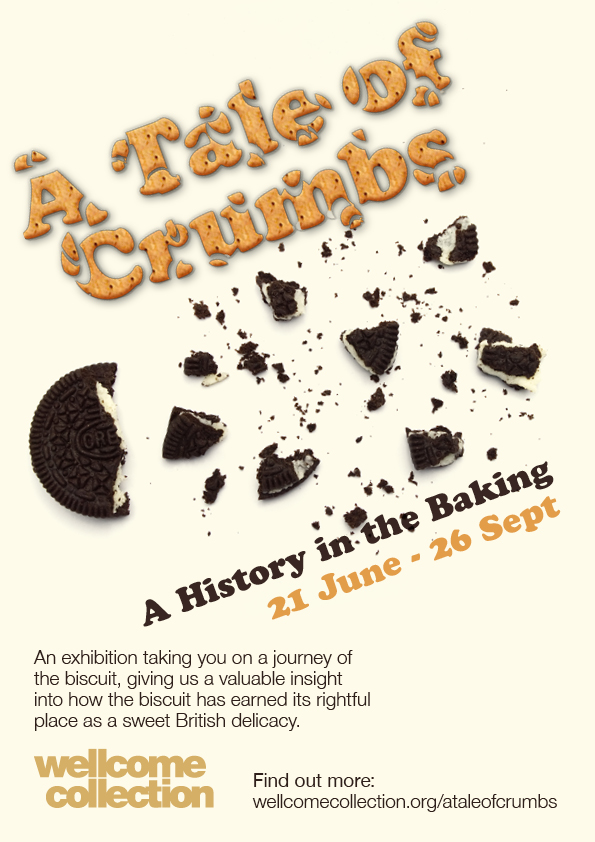 A Tale of
Crumbs
ORE
A History in the Baking
21 June - 26 Sept
An exhibition taking you on a journey of
the biscuit, giving us a valuable insight
into how the biscuit has earned its rightful
place as a sweet British delicacy.
wellcome
collection
Find out more:
wellcomecollection.org/ataleofcrumbs